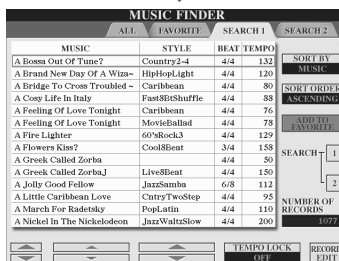 MUSIC FINDER
ALL FAVORITE SEARCH 1 SEARCH 2
MUSIC STYLE BEAT TEMPO
A Bossa Out Of Tune? Country2-4 4/4 132
A Brand New Day Of A Wiza~ HipHopLight 4/4 120
A Bridge To Cross Troubled ~ Caribbean 4/4 80
A Cosy Life In Italy Fast8BtShuffle 4/4 88
A Feeling Of Love Tonight Caribbean 4/4 76
A Feeling Of Love Tonight MovieBallad 4/4 78
A Fire Lighter 60'sRock3 4/4 129
A Flowers Kiss? Cool8Beat 3/4 158
A Greek Called Zorba 4/4 50
A Greek Called ZorbaJ Live8Beat 4/4 150
A Jolly Good Fellow JazzSamba 6/8 112
A Little Caribbean Love CntryTwoStep 4/4 95
A March For Radetsky PopLatin 4/4 110
A Nickel In The Nickelodeon JazzWaltzSlow 4/4 200
SORT BY
MUSIC
SORT ORDER
ASCENDING
ADD TO
FAVORITE
SEARCH 1
2
NUMBER OF
RECORDS
1077
TEMPO LOCK
OFF
RECORD
EDIT